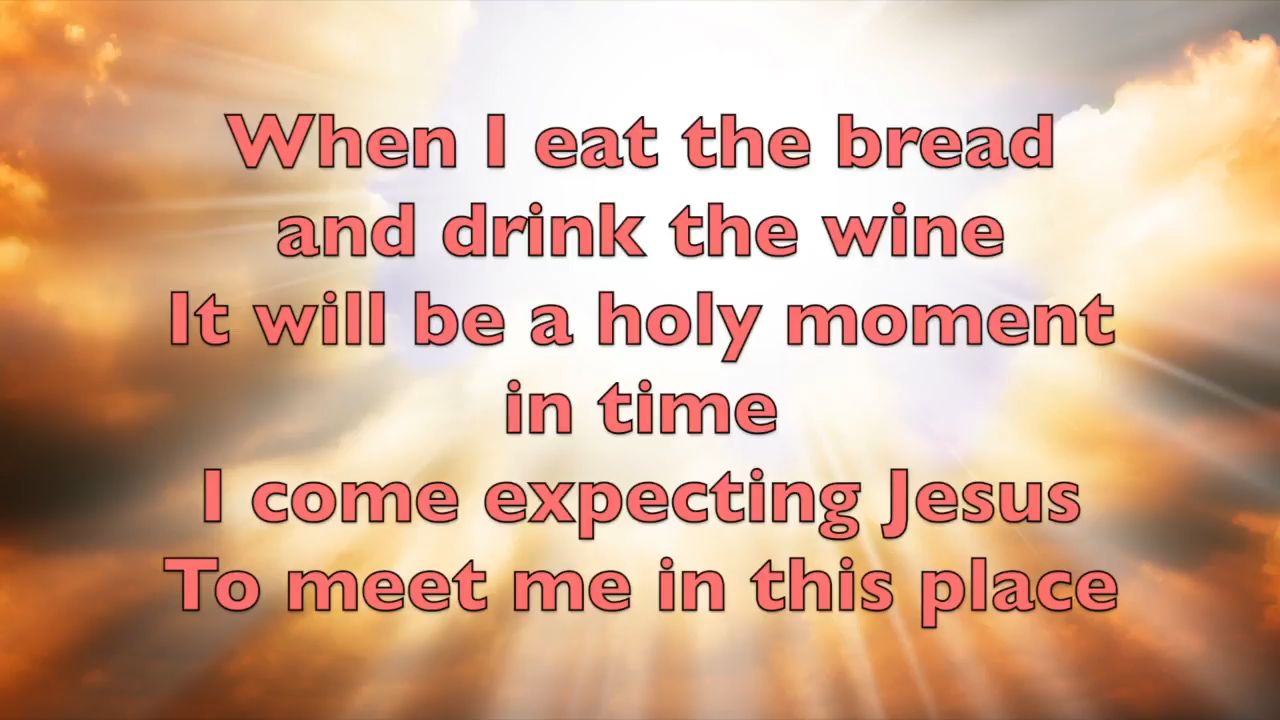 When I eat the bread
and drink the wine
It will be a holy moment
in time
I come expecting Jesus
To meet me in this place